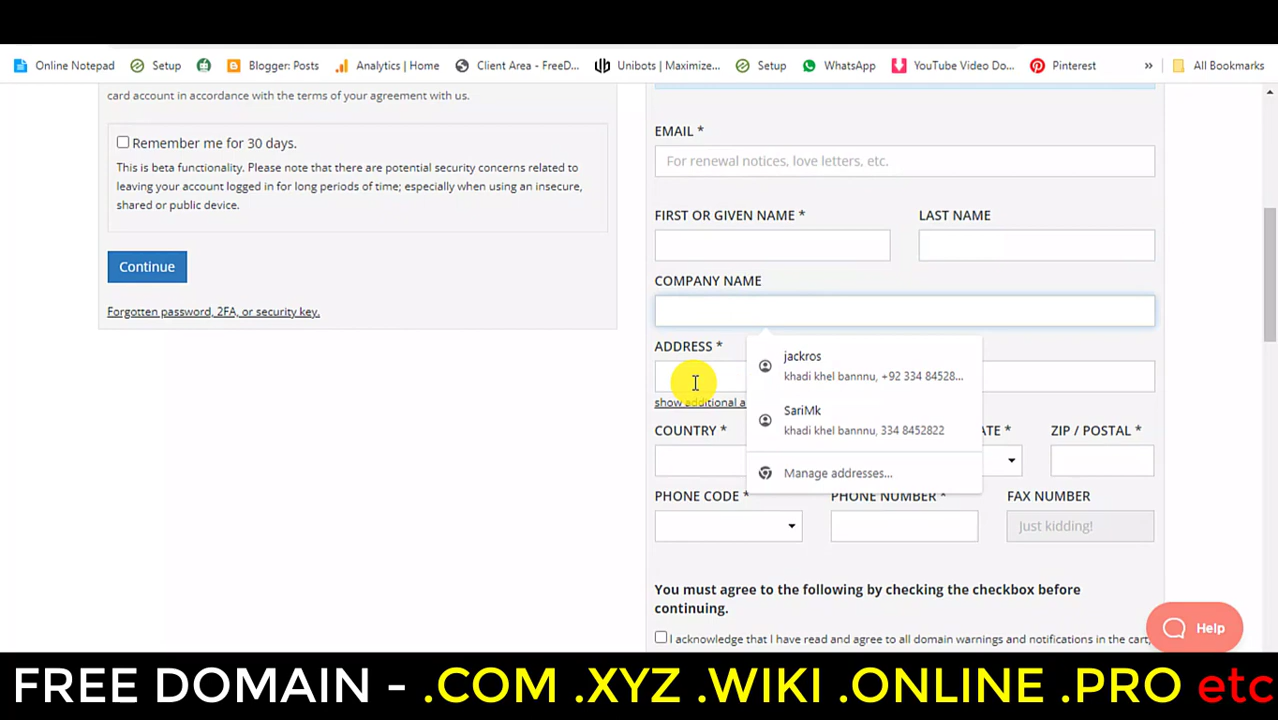 Online Notepad Setup Blogger: Posts Analytics | Home Client Area - FreeD... Unibots | Maximize... Setup WhatsApp YouTube Video Do... Pinterest » All Bookmarks
card account in accordance with the terms of your agreement with us.
Remember me for 30 days.
This is beta functionality. Please note that there are potential security concerns related to
leaving your account logged in for long periods of time; especially when using an insecure,
shared or public device.
Continue
Forgotten password, 2FA, or security key.
EMAIL *
For renewal notices, love letters, etc.
FIRST OR GIVEN NAME * LAST NAME
COMPANY NAME
ADDRESS *
jackros
khadi khel bannnu, +92 334 84528...
show additional a
SariMk
khadi khel bannnu, 334 8452822
Manage addresses...
COUNTRY * ATE * ZIP / POSTAL *
PHONE CODE * PHONE NUMBER * FAX NUMBER
Just kidding!
You must agree to the following by checking the checkbox before
continuing.
I acknowledge that I have read and agree to all domain warnings and notifications in the cart,
Help
FREE DOMAIN - .COM .XYZ .WIKI .ONLINE .PRO etc